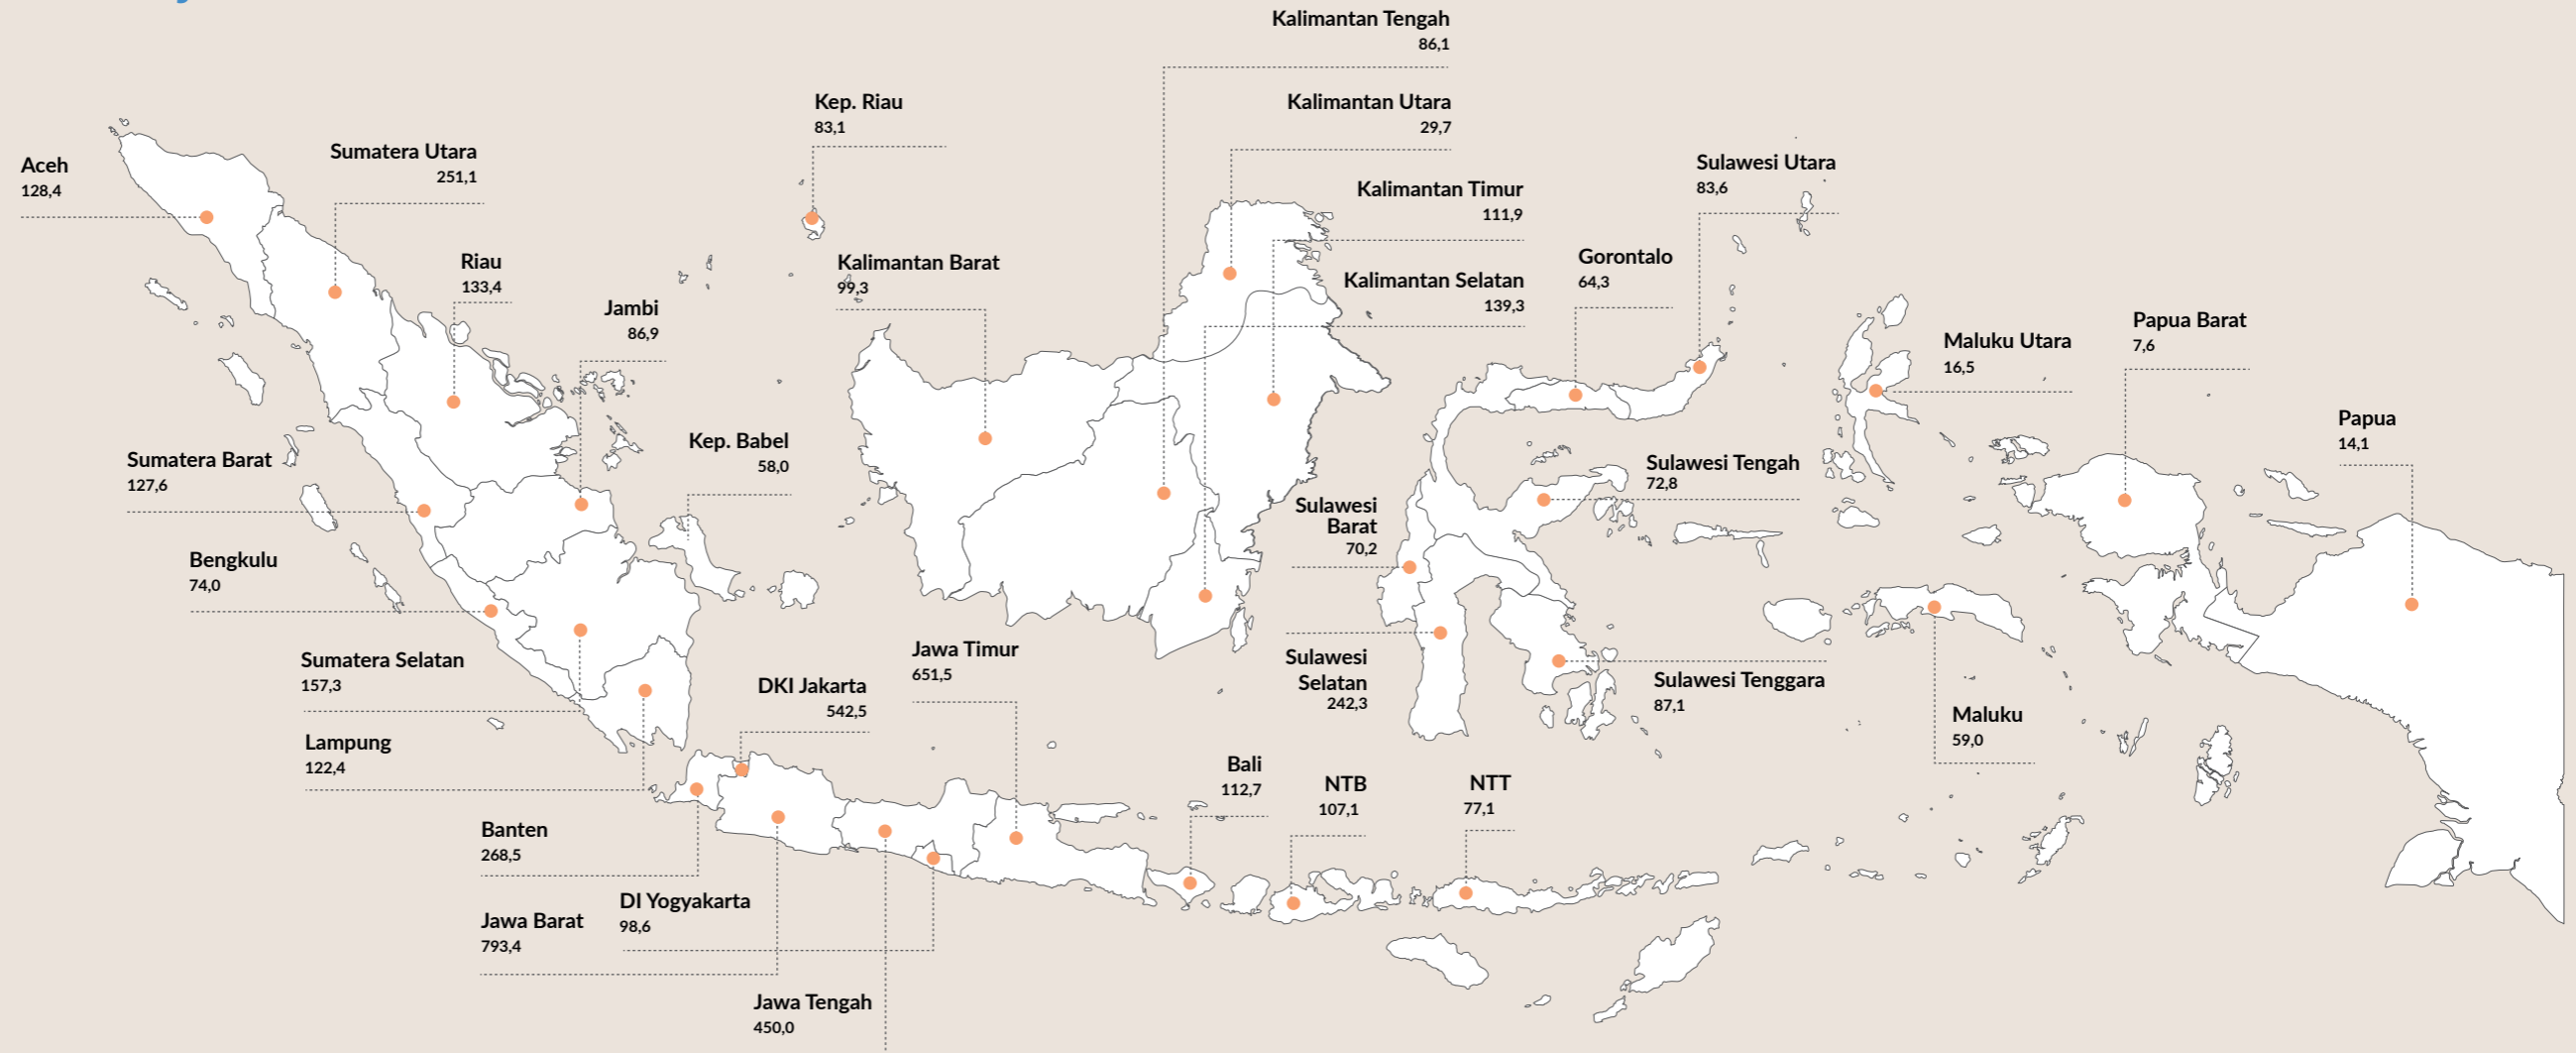 Kalimantan Tengah
86,1
Kep. Riau
83,1
Kalimantan Utara
29,7
Aceh
128,4
Sumatera Utara
251,1
Sulawesi Utara
83,6
Kalimantan Timur
111,9
Riau
133,4
Kalimantan Barat
99,3
Gorontalo
64,3
Kalimantan Selatan
139,3
Jambi
86,9
Maluku Utara
16,5
Papua Barat
7,6
Papua
14,1
Kep. Babel
58,0
Sumatera Barat
127,6
Sulawesi Tengah
72,8
Sulawesi
Barat
70,2
Bengkulu
74,0
Sumatera Selatan
157,3
Jawa Timur
651,5
DKI Jakarta
542,5
Sulawesi
Selatan
242,3
Sulawesi Tenggara
87,1
Maluku
59,0
Lampung
122,4
Bali
112,7
NTB
107,1
NTT
77,1
Banten
268,5
DI Yogyakarta
98,6
Jawa Barat
793,4
Jawa Tengah
450,0